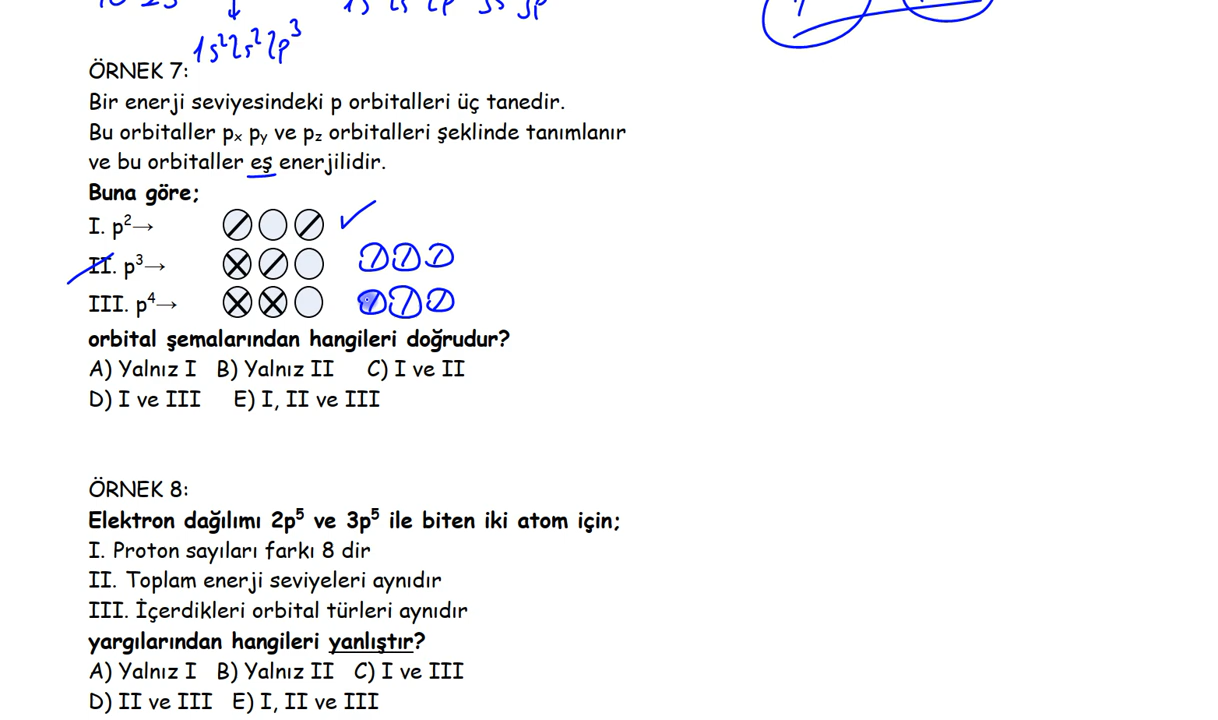 1s² 2s² 2p³
ÖRNEK 7:
Bir enerji seviyesindeki p orbitalleri üç tanedir.
Bu orbitaller pₓ pᵧ ve p_z orbitalleri şeklinde tanımlanır
ve bu orbitaller eş enerjilidir.
Buna göre;
I. p²→
II. p³→
III. p⁴→
orbital şemalarından hangileri doğrudur?
A) Yalnız I B) Yalnız II C) I ve II
D) I ve III E) I, II ve III
ÖRNEK 8:
Elektron dağılımı 2p⁵ ve 3p⁵ ile biten iki atom için;
I. Proton sayıları farkı 8 dir
II. Toplam enerji seviyeleri aynıdır
III. İçerdikleri orbital türleri aynıdır
yargılarından hangileri yanlıştır?
A) Yalnız I B) Yalnız II C) I ve III
D) II ve III E) I, II ve III